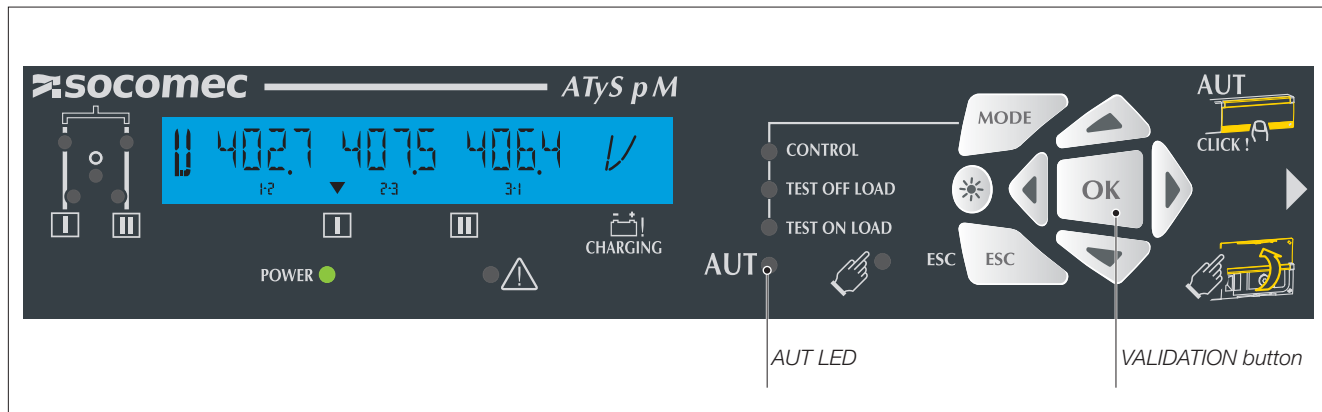 socomec ATyS p M
U 402.7 407.5 406.4 V
1-2 2-3 3-1
I II I II
CHARGING
POWER
CONTROL
TEST OFF LOAD
TEST ON LOAD
AUT
MODE
OK
ESC ESC
AUT
CLICK !
AUT LED
VALIDATION button